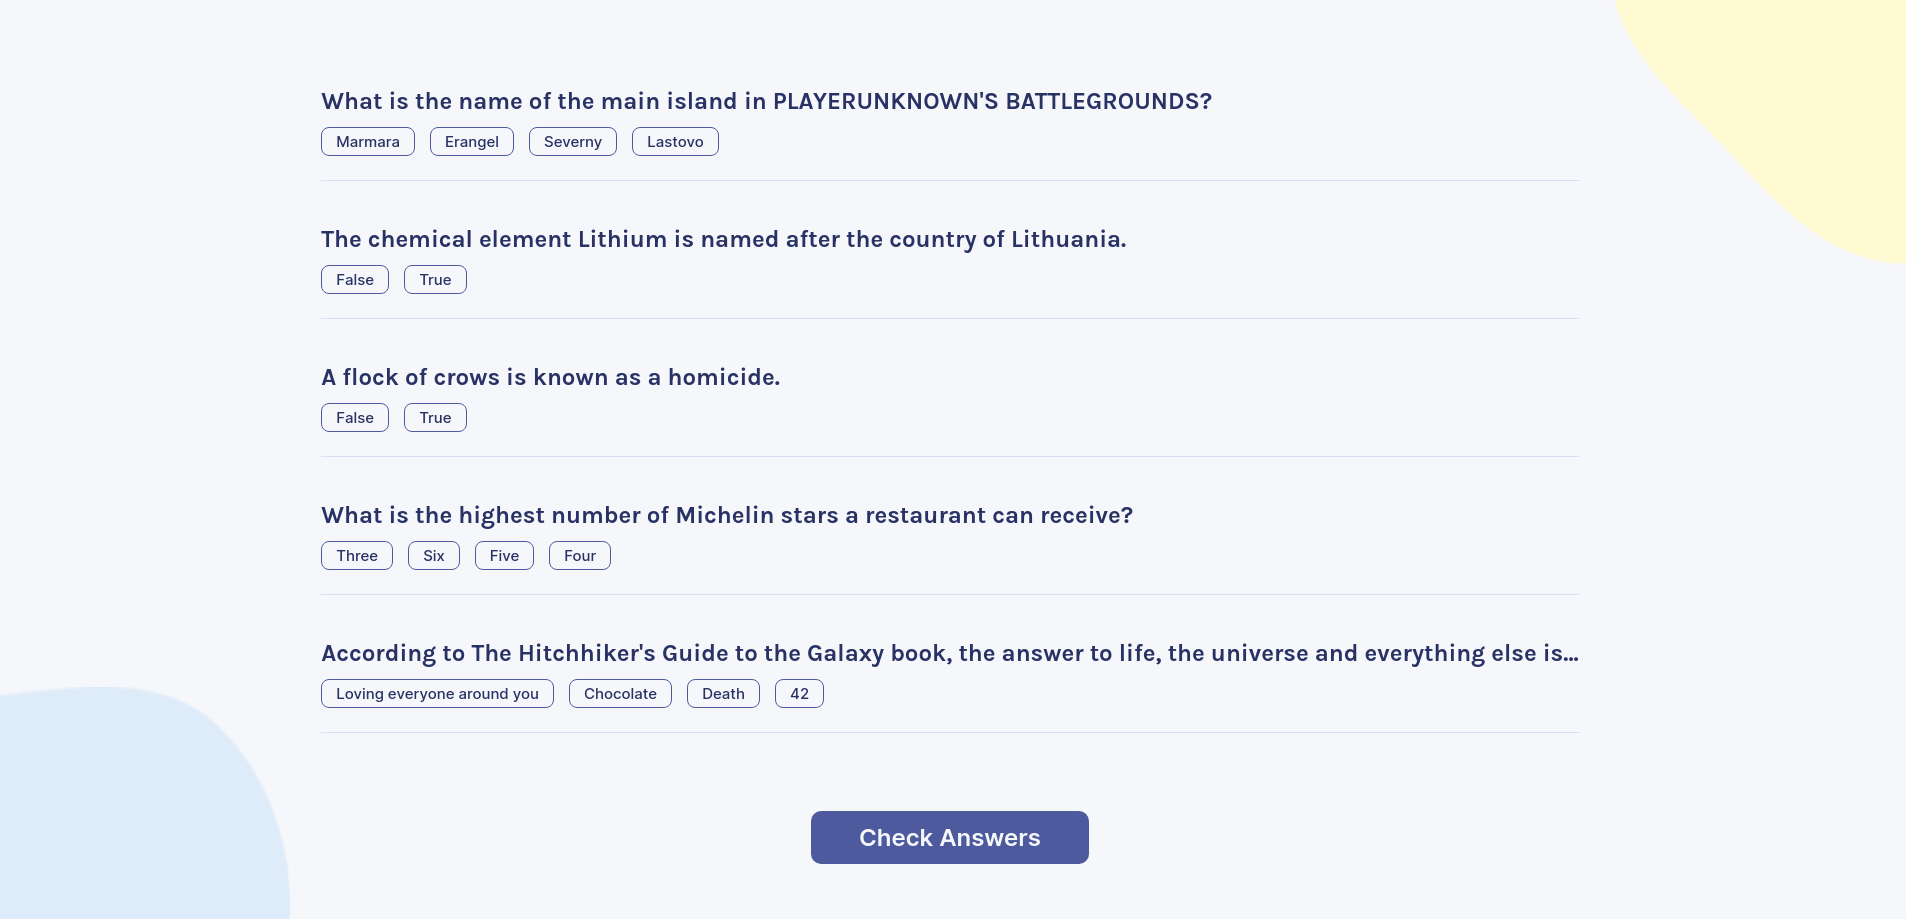 What is the name of the main island in PLAYERUNKNOWN'S BATTLEGROUNDS?
Marmara Erangel Severny Lastovo
The chemical element Lithium is named after the country of Lithuania.
False True
A flock of crows is known as a homicide.
False True
What is the highest number of Michelin stars a restaurant can receive?
Three Six Five Four
According to The Hitchhiker's Guide to the Galaxy book, the answer to life, the universe and everything else is...
Loving everyone around you Chocolate Death 42
Check Answers